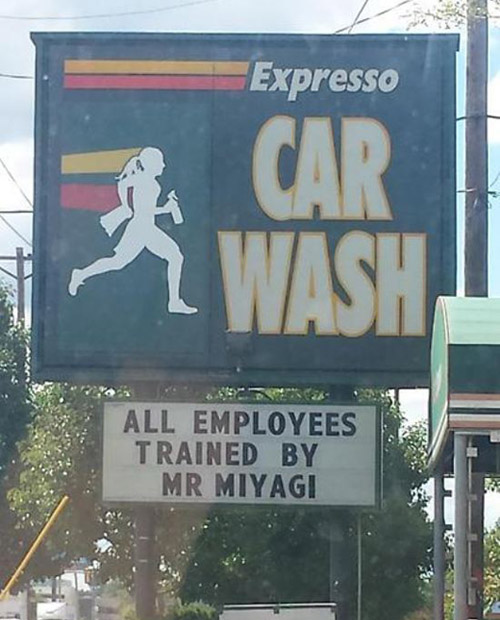 Expresso
CAR
WASH
ALL EMPLOYEES
TRAINED BY
MR MIYAGI